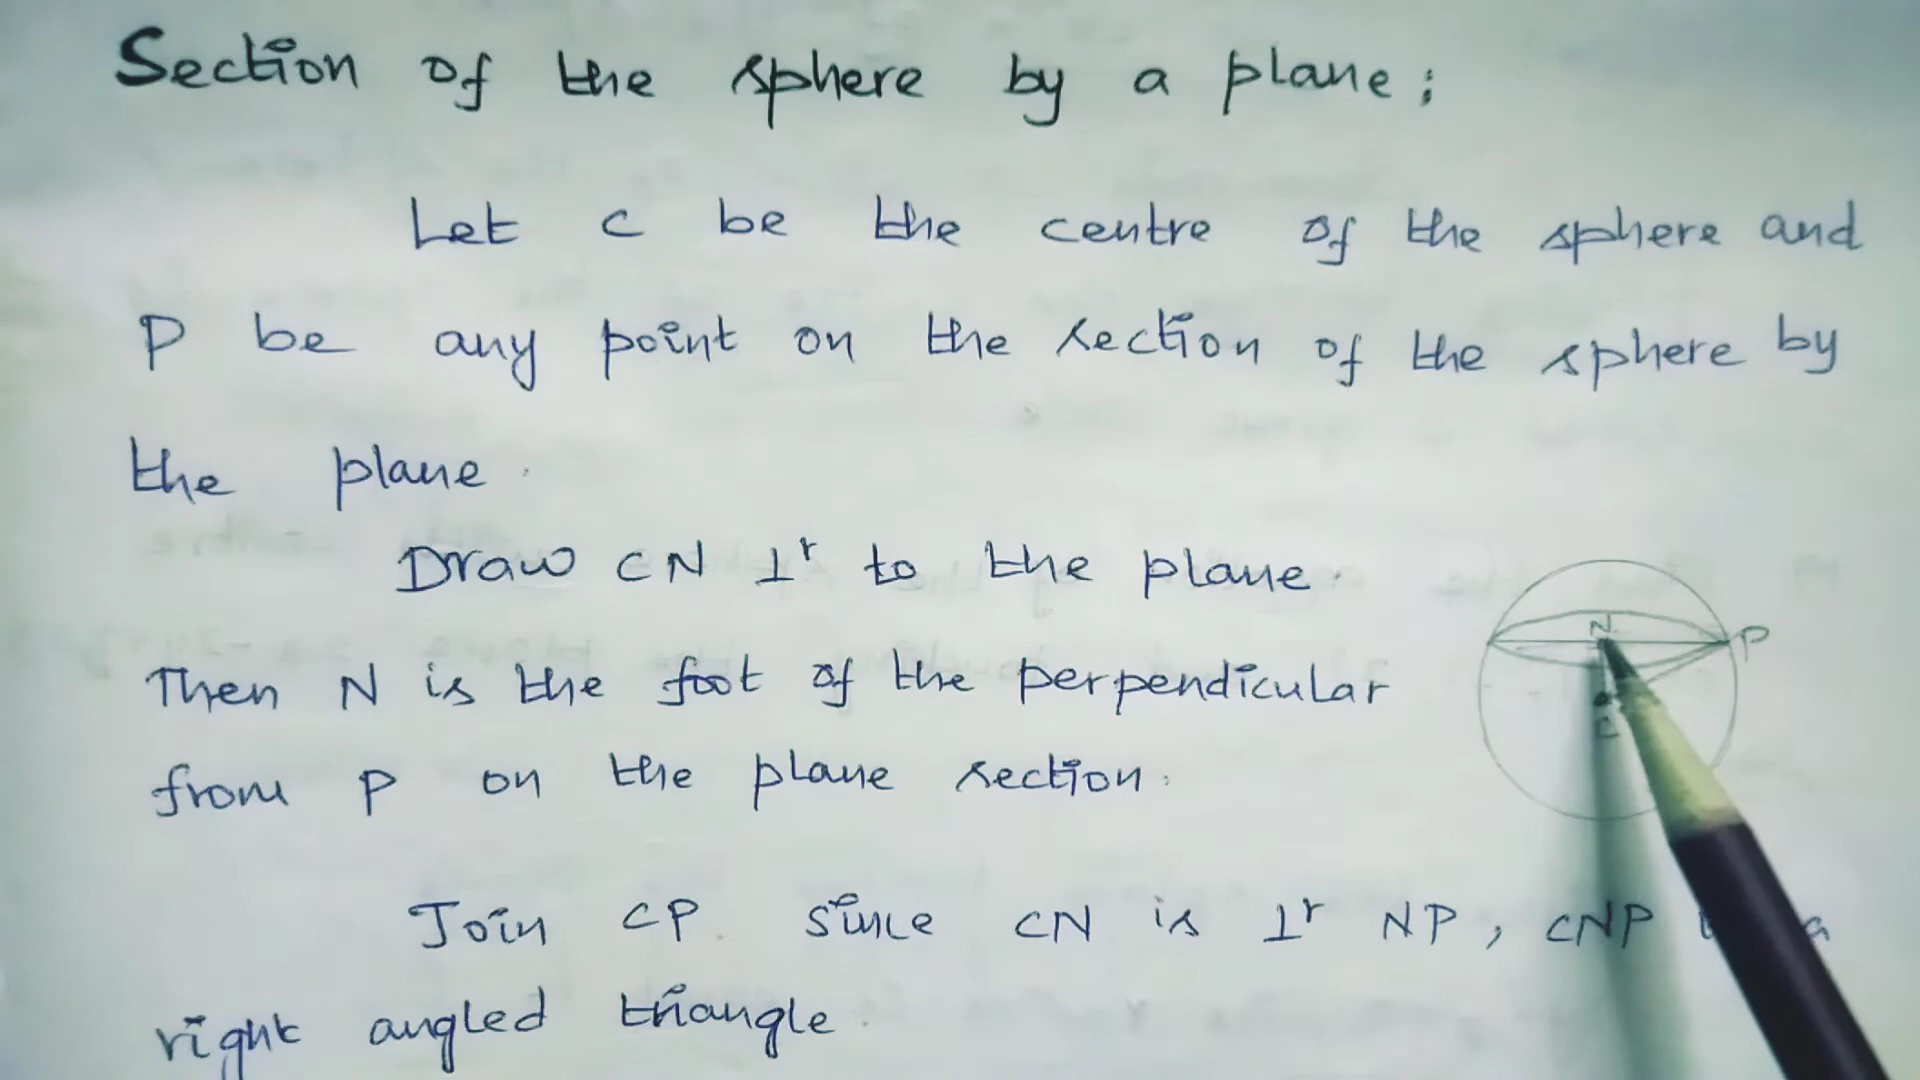 Section of the sphere by a plane:
Let C be the centre of the sphere and
P be any point on the section of the sphere by
the plane.
Draw CN ⊥r to the plane.
Then N is the foot of the perpendicular
from P on the plane section.
N
P
C
Join CP. Since CN is ⊥r NP, CNP a
right angled triangle.